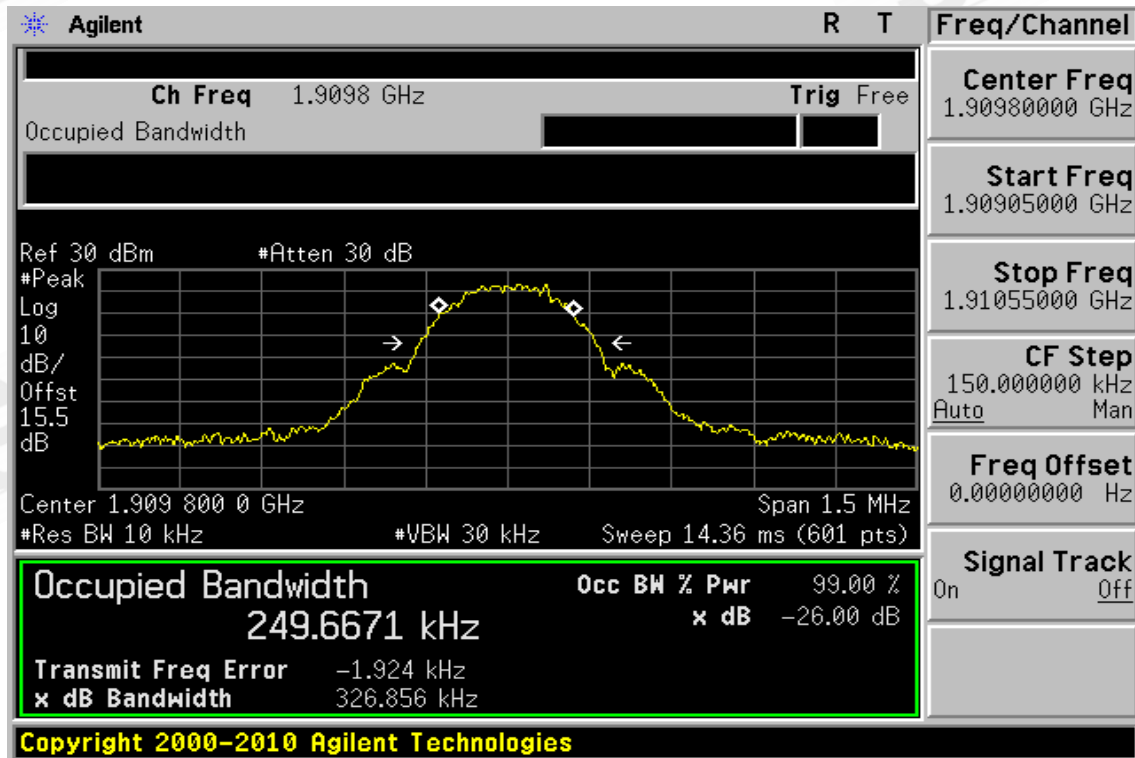 Agilent R T Freq/Channel
Ch Freq 1.9098 GHz Trig Free
Occupied Bandwidth
Center Freq
1.90980000 GHz
Start Freq
1.90905000 GHz
Stop Freq
1.91055000 GHz
CF Step
150.000000 kHz
Auto Man
Freq Offset
0.00000000 Hz
Signal Track
On Off
Ref 30 dBm #Atten 30 dB
#Peak
Log
10
dB/
Offst
15.5
dB
Center 1.909 800 0 GHz Span 1.5 MHz
#Res BW 10 kHz #VBW 30 kHz Sweep 14.36 ms (601 pts)
Occupied Bandwidth Occ BW % Pwr 99.00 %
249.6671 kHz x dB -26.00 dB
Transmit Freq Error -1.924 kHz
x dB Bandwidth 326.856 kHz
Copyright 2000-2010 Agilent Technologies